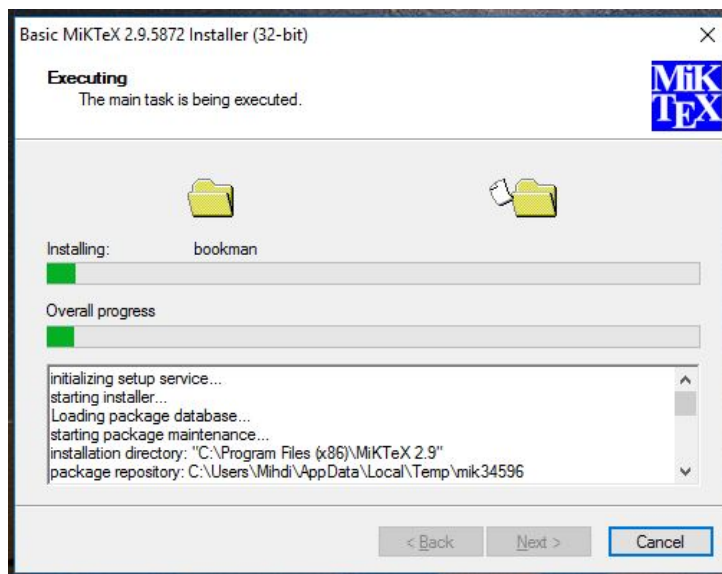 Basic MiKTeX 2.9.5872 Installer (32-bit)
Executing
The main task is being executed.
MiK
TEX
Installing: bookman
Overall progress
initializing setup service...
starting installer...
Loading package database...
starting package maintenance...
installation directory: "C:\Program Files (x86)\MiKTeX 2.9"
package repository: C:\Users\Mihdi\AppData\Local\Temp\mik34596
< Back Next > Cancel